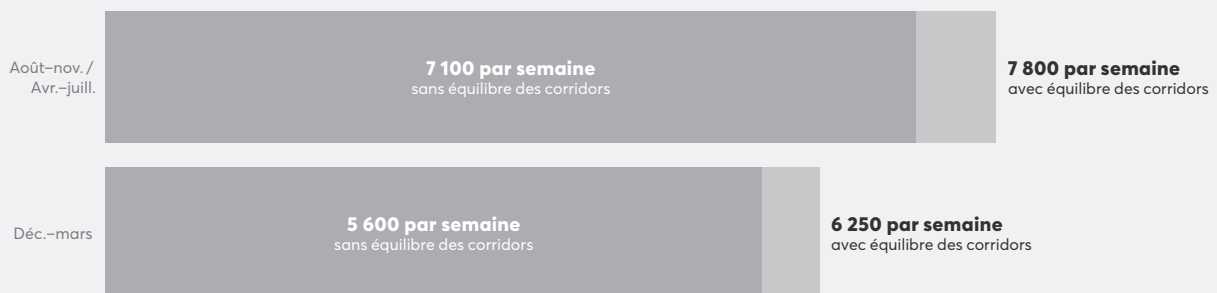 Août–nov. /
Avr.–juill.
7 100 par semaine
sans équilibre des corridors
7 800 par semaine
avec équilibre des corridors
Déc.–mars
5 600 par semaine
sans équilibre des corridors
6 250 par semaine
avec équilibre des corridors